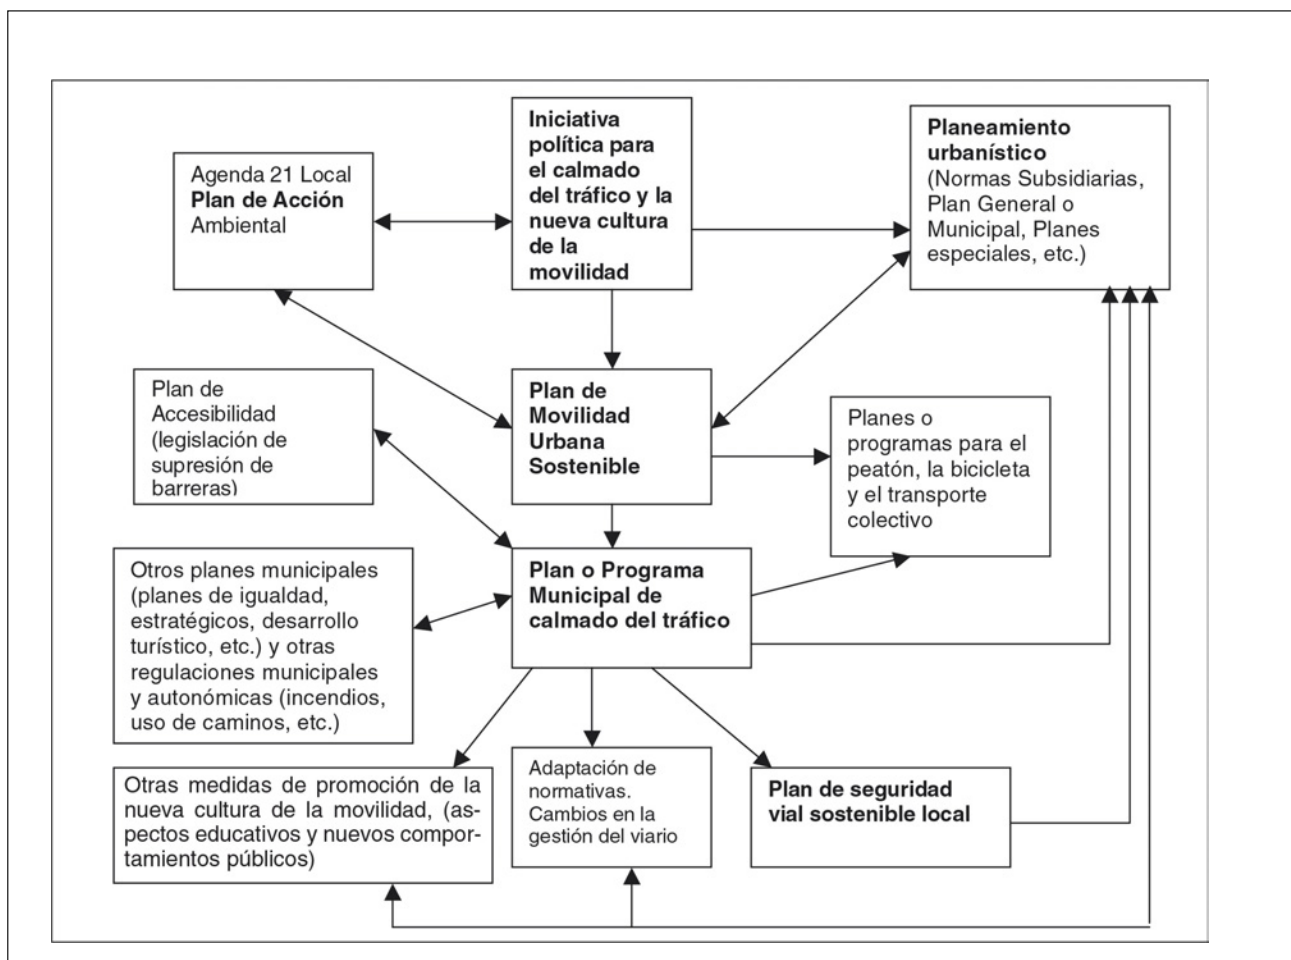 Iniciativa
política para
el calmado
del tráfico y la
nueva cultura
de la
movilidad
Agenda 21 Local
Plan de Acción
Ambiental
Planeamiento
urbanístico
(Normas Subsidiarias,
Plan General o
Municipal, Planes
especiales, etc.)
Plan de
Accesibilidad
(legislación de
supresión de
barreras)
Plan de
Movilidad
Urbana
Sostenible
Planes o
programas para el
peatón, la bicicleta
y el transporte
colectivo
Otros planes municipales
(planes de igualdad,
estratégicos, desarrollo
turístico, etc.) y otras
regulaciones municipales
y autonómicas (incendios,
uso de caminos, etc.)
Plan o Programa
Municipal de
calmado del tráfico
Otras medidas de promoción de la
nueva cultura de la movilidad, (as-
pectos educativos y nuevos compor-
tamientos públicos)
Adaptación de
normativas.
Cambios en la
gestión del viario
Plan de seguridad
vial sostenible local